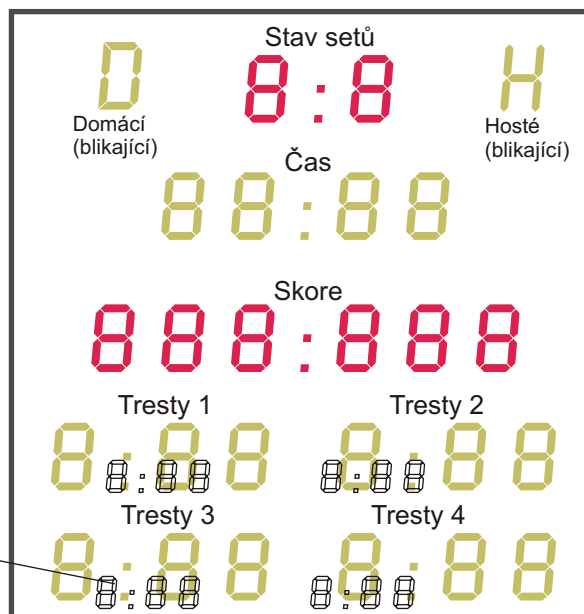 Stav setů
D 8:8 H
Domácí
(blikající)
Hosté
(blikající)
Čas
88:88
Skore
888:888
Tresty 1 Tresty 2
8:88 8:88
8:88 8:88
Tresty 3 Tresty 4
8:88 8:88
8:88 8:88